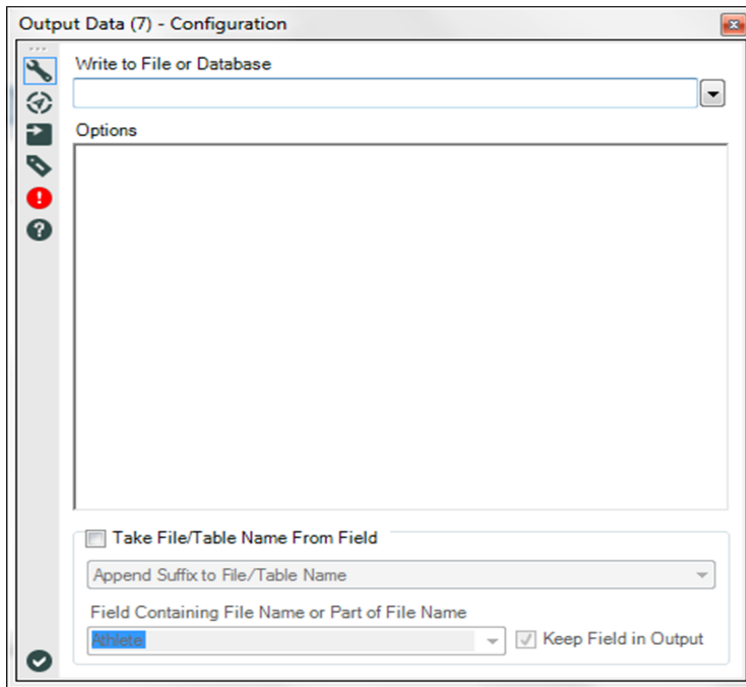 Output Data (7) - Configuration
Write to File or Database
Options
Take File/Table Name From Field
Append Suffix to File/Table Name
Field Containing File Name or Part of File Name
Athlete Keep Field in Output